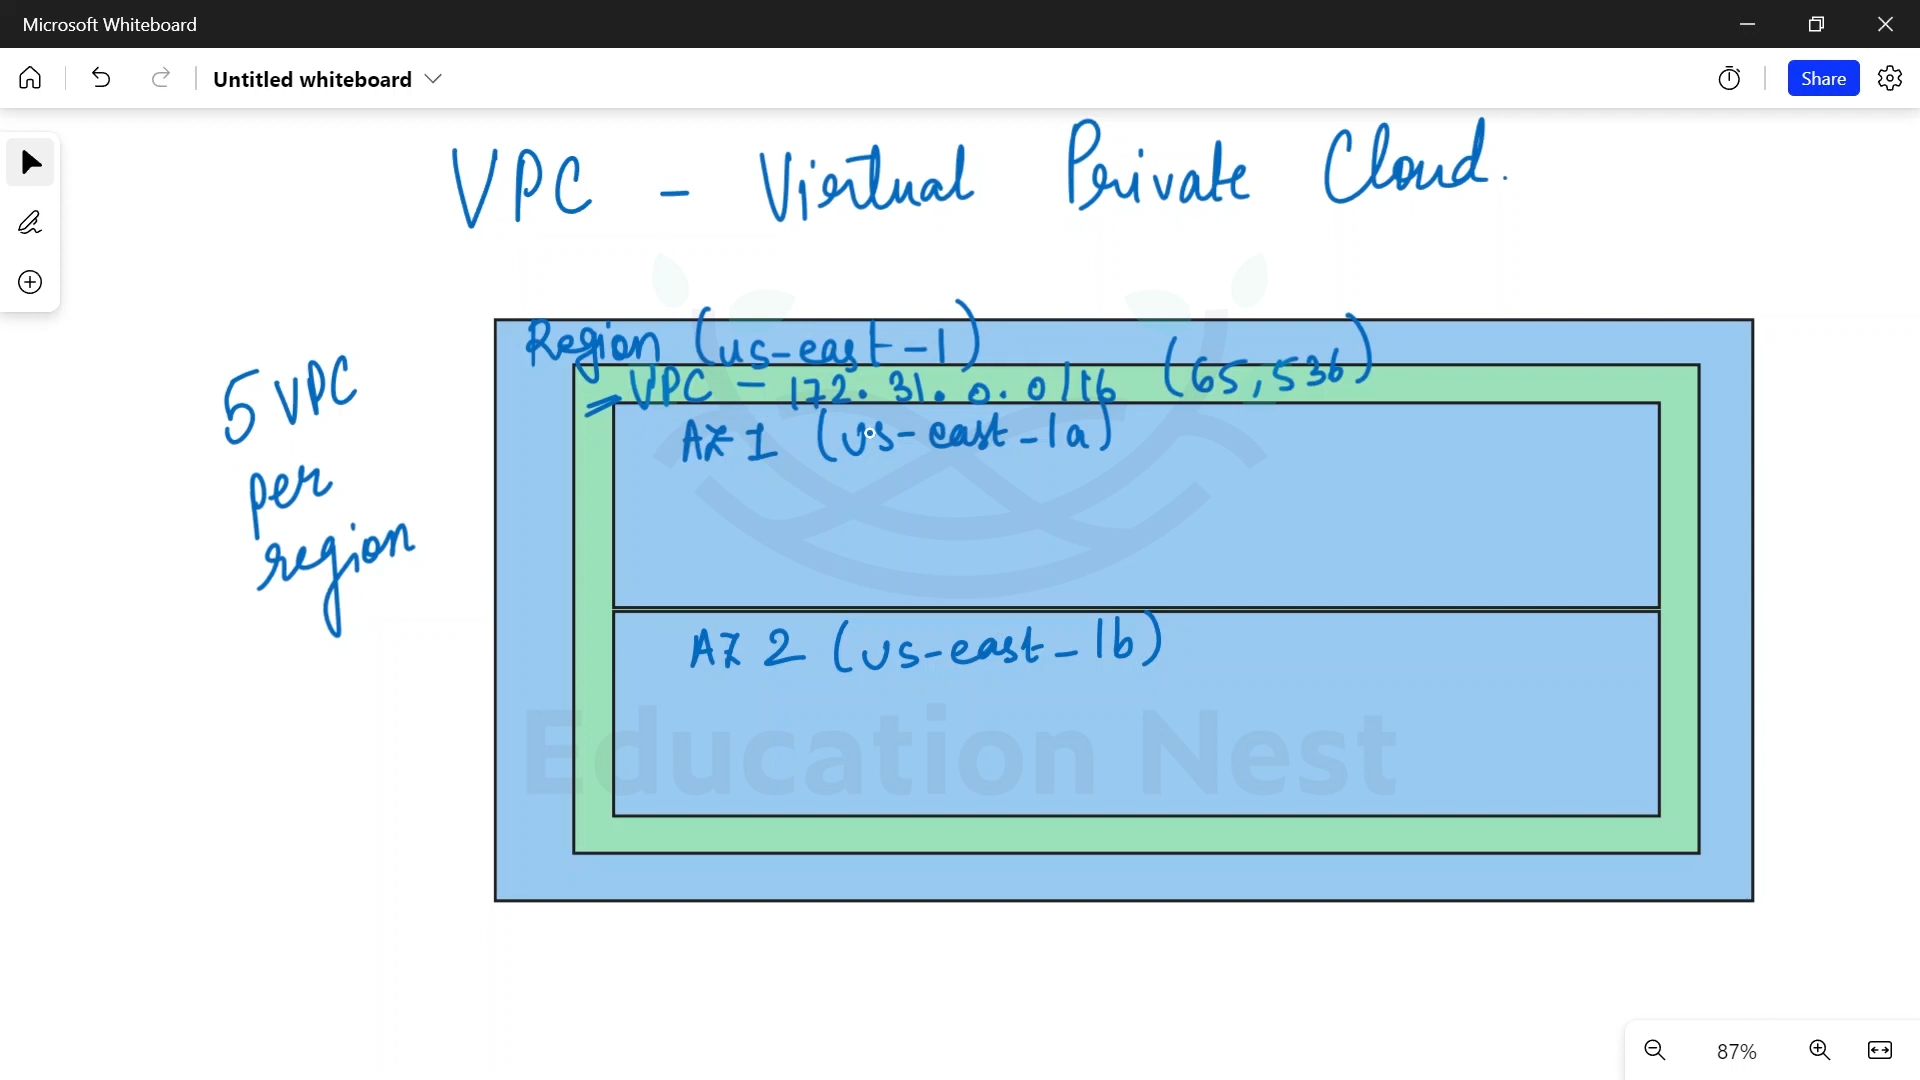 Microsoft Whiteboard
Untitled whiteboard
Share
VPC - Virtual Private Cloud.
Region (us-east-1)
VPC - 172.31.0.0/16 (65,536)
AZ 1 (us-east-1a)
5 VPC
per
region
AZ 2 (us-east-1b)
Education Nest
87%